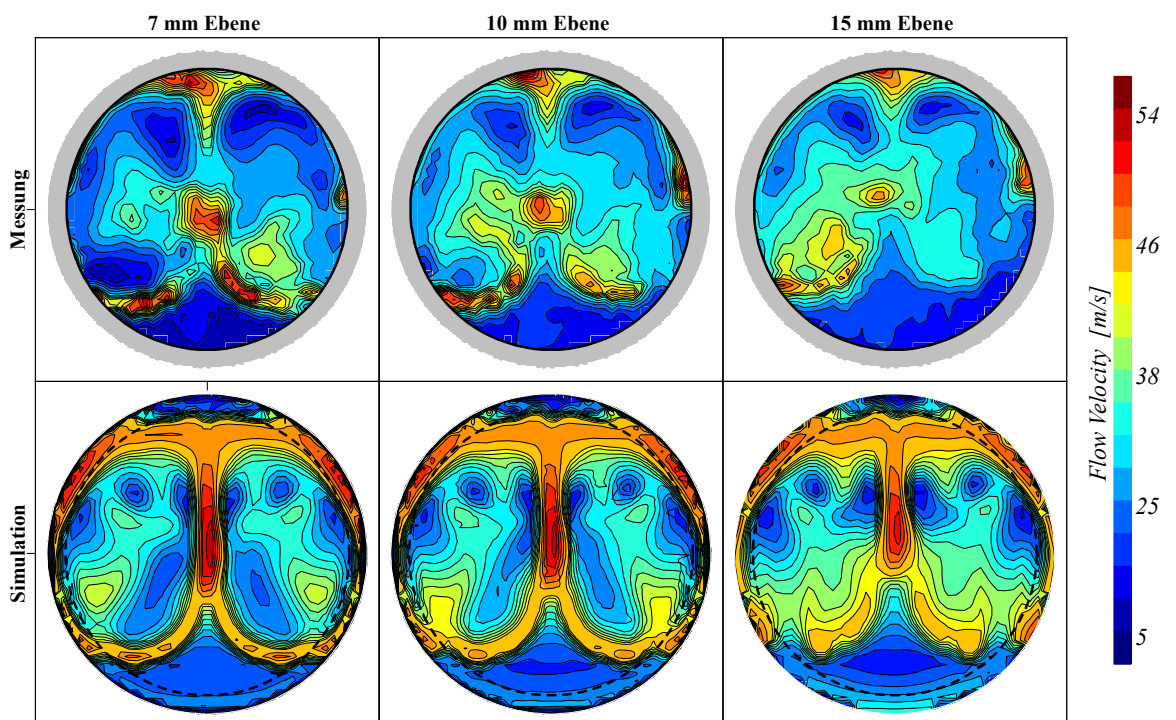 7 mm Ebene
10 mm Ebene
15 mm Ebene
Messung
Simulation
Flow Velocity [m/s]
54
46
38
25
5